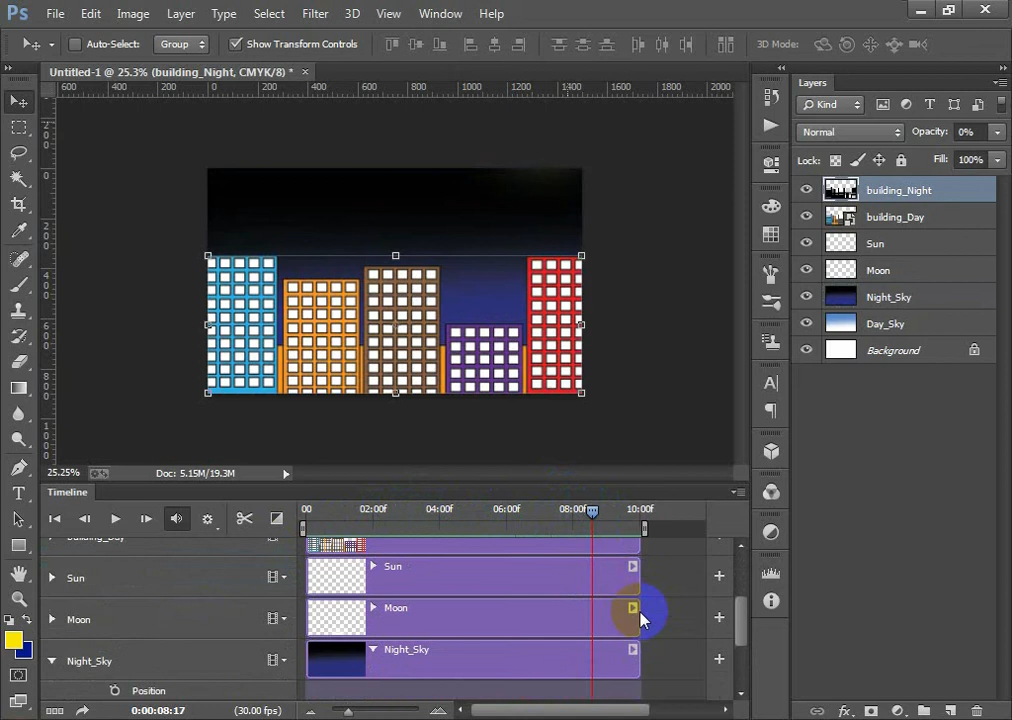 Ps File Edit Image Layer Type Select Filter 3D View Window Help
Auto-Select: Group Show Transform Controls 3D Mode:
Untitled-1 @ 25.3% (building_Night, CMYK/8) * ×
800 600 400 200 0 200 400 600 800 1000 1200 1400 1600 1800 2000
Layers
Kind
Normal Opacity: 0%
Lock: Fill: 100%
building_Night
building_Day
Sun
Moon
Night_Sky
Day_Sky
Background
25.25% Doc: 5.15M/19.3M
Timeline
00 02:00f 04:00f 06:00f 08:00f 10:00f
building_Day
Sun Sun
Moon Moon
Night_Sky Night_Sky
Position
0:00:08:17 (30.00 fps)